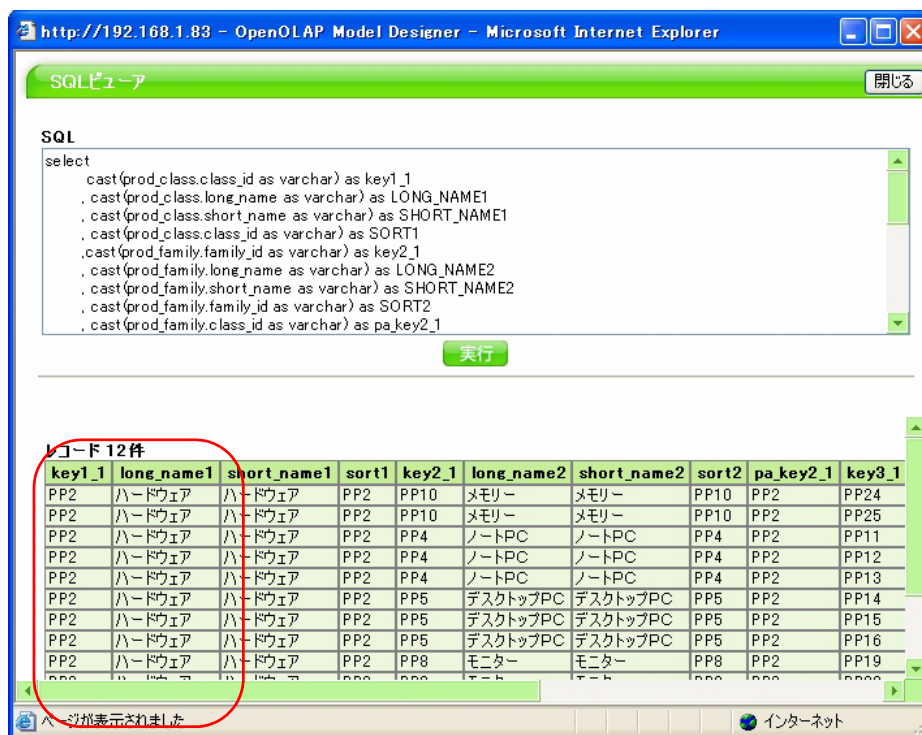 http://192.168.1.83 - OpenOLAP Model Designer - Microsoft Internet Explorer
SQLビューア
閉じる
SQL
select
cast(prod_class.class_id as varchar) as key1_1
, cast(prod_class.long_name as varchar) as LONG_NAME1
, cast(prod_class.short_name as varchar) as SHORT_NAME1
, cast(prod_class.class_id as varchar) as SORT1
,cast(prod_family.family_id as varchar) as key2_1
, cast(prod_family.long_name as varchar) as LONG_NAME2
, cast(prod_family.short_name as varchar) as SHORT_NAME2
, cast(prod_family.family_id as varchar) as SORT2
, cast(prod_family.class_id as varchar) as pa_key2_1
実行
レコード 12件
key1_1 long_name1 short_name1 sort1 key2_1 long_name2 short_name2 sort2 pa_key2_1 key3_1
PP2 ハードウェア ハードウェア PP2 PP10 メモリー メモリー PP10 PP2 PP24
PP2 ハードウェア ハードウェア PP2 PP10 メモリー メモリー PP10 PP2 PP25
PP2 ハードウェア ハードウェア PP2 PP4 ノートPC ノートPC PP4 PP2 PP11
PP2 ハードウェア ハードウェア PP2 PP4 ノートPC ノートPC PP4 PP2 PP12
PP2 ハードウェア ハードウェア PP2 PP4 ノートPC ノートPC PP4 PP2 PP13
PP2 ハードウェア ハードウェア PP2 PP5 デスクトップPC デスクトップPC PP5 PP2 PP14
PP2 ハードウェア ハードウェア PP2 PP5 デスクトップPC デスクトップPC PP5 PP2 PP15
PP2 ハードウェア ハードウェア PP2 PP5 デスクトップPC デスクトップPC PP5 PP2 PP16
PP2 ハードウェア ハードウェア PP2 PP8 モニター モニター PP8 PP2 PP19
ページが表示されました
インターネット